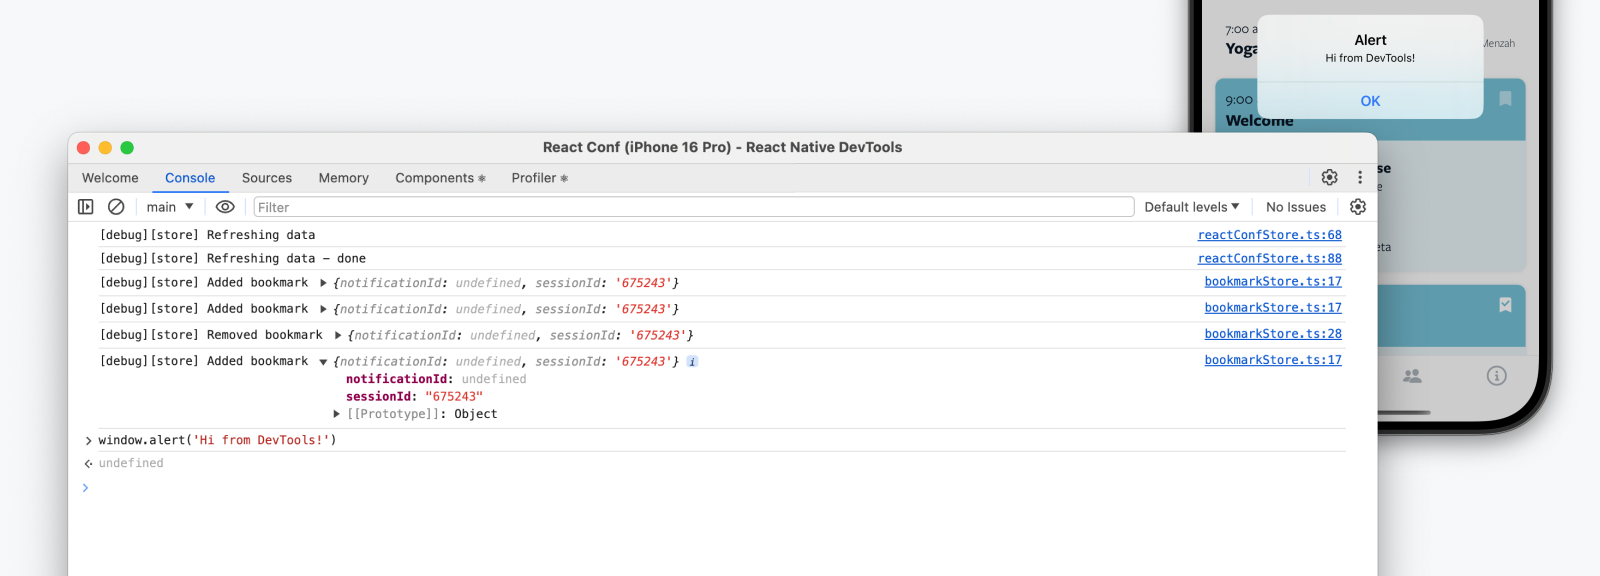 7:00 a
Yoga
Menzah
Alert
Hi from DevTools!
OK
9:00
Welcome
React Conf (iPhone 16 Pro) - React Native DevTools
Welcome Console Sources Memory Components ⚛ Profiler ⚛
main ▼ Filter Default levels ▼ No Issues
[debug][store] Refreshing data reactConfStore.ts:68
[debug][store] Refreshing data – done reactConfStore.ts:88
[debug][store] Added bookmark ▶ {notificationId: undefined, sessionId: '675243'} bookmarkStore.ts:17
[debug][store] Added bookmark ▶ {notificationId: undefined, sessionId: '675243'} bookmarkStore.ts:17
[debug][store] Removed bookmark ▶ {notificationId: undefined, sessionId: '675243'} bookmarkStore.ts:28
[debug][store] Added bookmark ▼ {notificationId: undefined, sessionId: '675243'} i bookmarkStore.ts:17
notificationId: undefined
sessionId: "675243"
▶ [[Prototype]]: Object
> window.alert('Hi from DevTools!')
undefined
>
se
e
eta